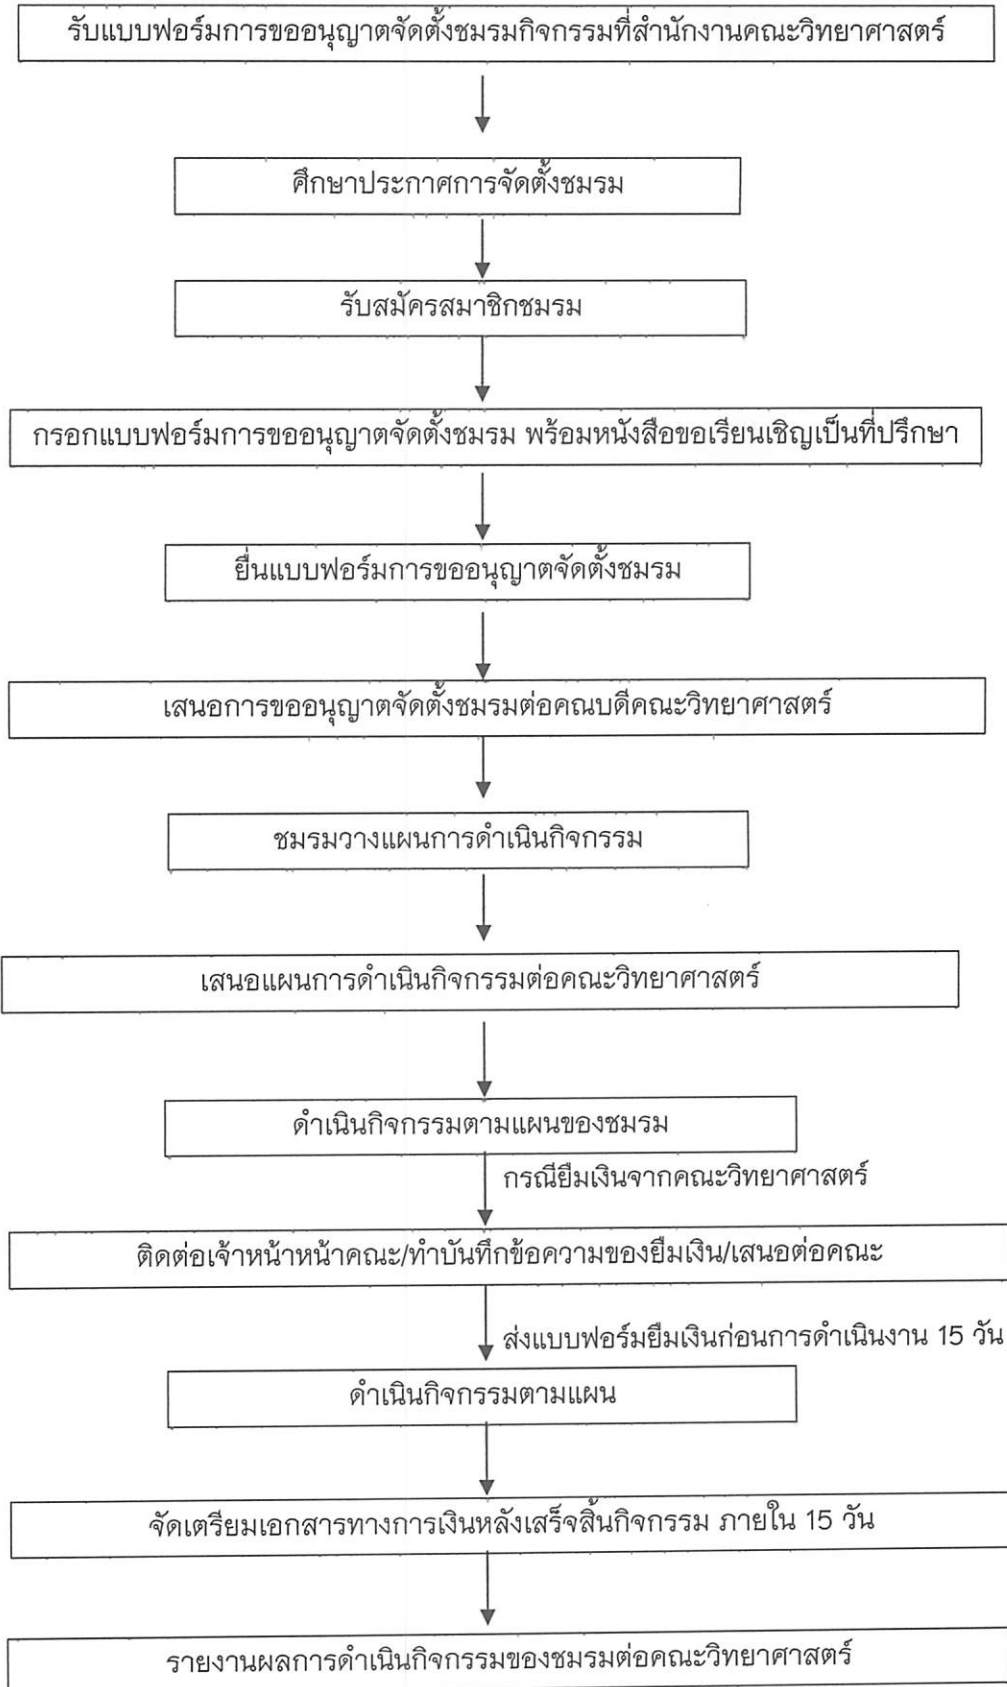 รับแบบฟอร์มการขออนุญาตจัดตั้งชมรมกิจกรรมที่สำนักงานคณะวิทยาศาสตร์
ศึกษาประกาศการจัดตั้งชมรม
รับสมัครสมาชิกชมรม
กรอกแบบฟอร์มการขออนุญาตจัดตั้งชมรม พร้อมหนังสือขอเรียนเชิญเป็นที่ปรึกษา
ยื่นแบบฟอร์มการขออนุญาตจัดตั้งชมรม
เสนอการขออนุญาตจัดตั้งชมรมต่อคณบดีคณะวิทยาศาสตร์
ชมรมวางแผนการดำเนินกิจกรรม
เสนอแผนการดำเนินกิจกรรมต่อคณะวิทยาศาสตร์
ดำเนินกิจกรรมตามแผนของชมรม
กรณียืมเงินจากคณะวิทยาศาสตร์
ติดต่อเจ้าหน้าหน้าคณะ/ทำบันทึกข้อความของยืมเงิน/เสนอต่อคณะ
ส่งแบบฟอร์มยืมเงินก่อนการดำเนินงาน 15 วัน
ดำเนินกิจกรรมตามแผน
จัดเตรียมเอกสารทางการเงินหลังเสร็จสิ้นกิจกรรม ภายใน 15 วัน
รายงานผลการดำเนินกิจกรรมของชมรมต่อคณะวิทยาศาสตร์